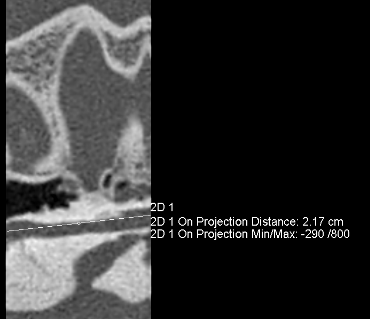 2D 1
2D 1 On Projection Distance: 2.17 cm
2D 1 On Projection Min/Max: -290 /800